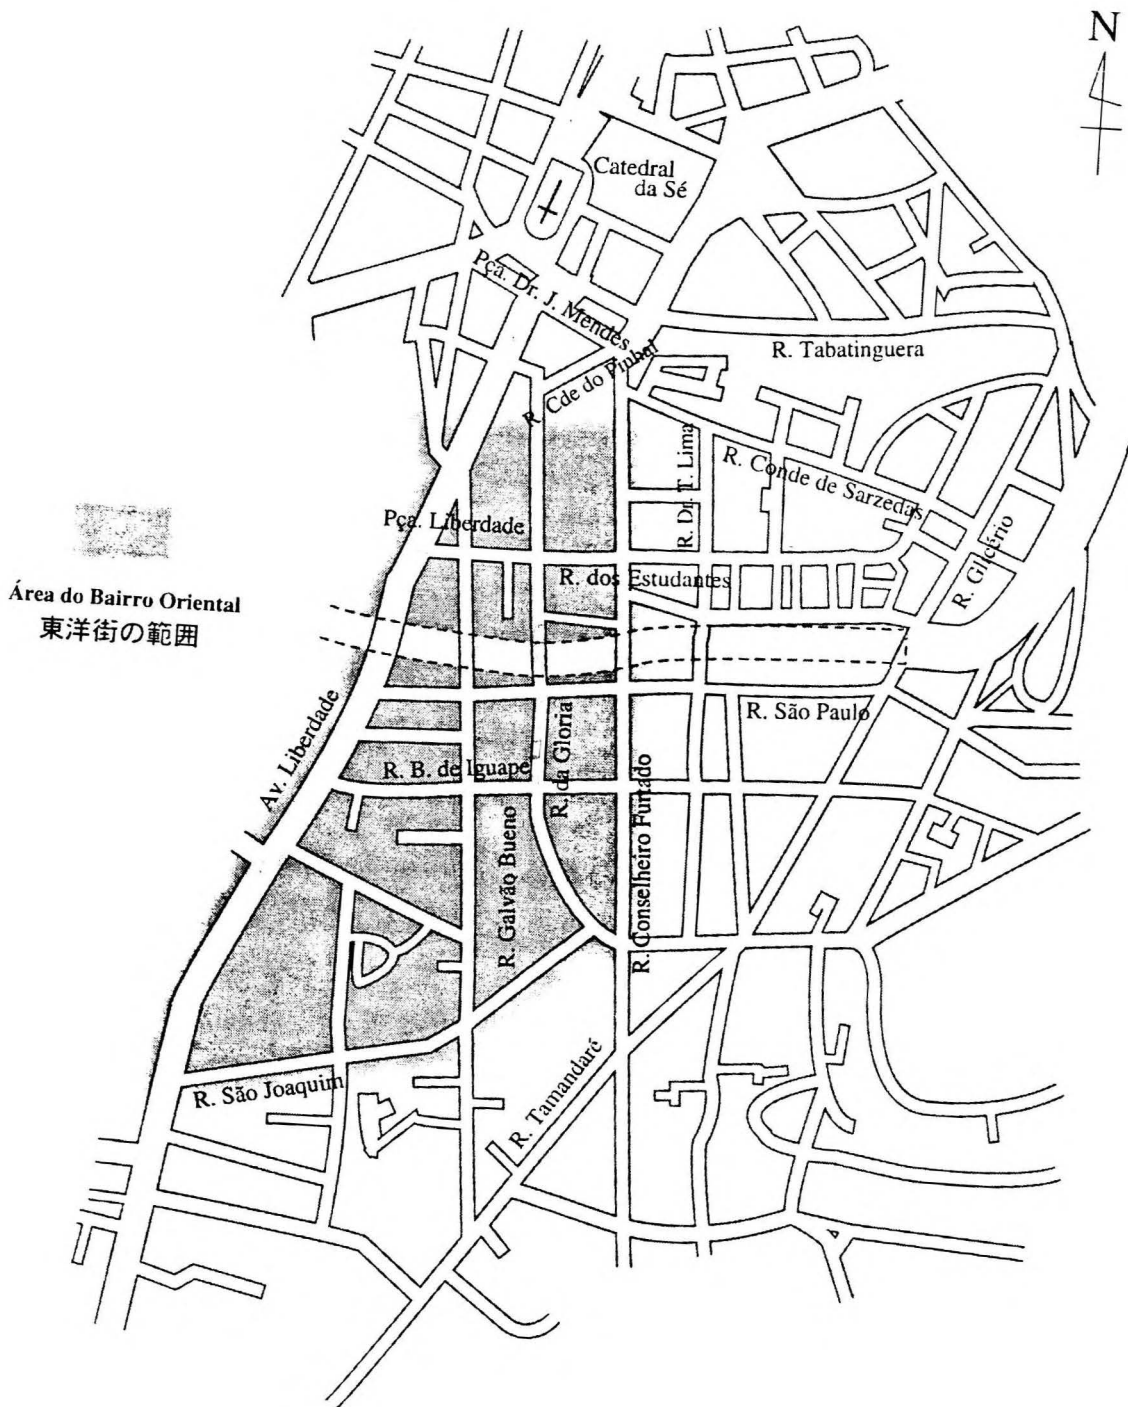 N
Catedral
da Sé
Pça. Dr. J. Mendes
R. Tabatinguera
R. Cde do Pinhal
R. Dr. T. Lima
R. Conde de Sarzedas
Pça. Liberdade
R. dos Estudantes
R. Glicério
Área do Bairro Oriental
東洋街の範囲
Av. Liberdade
R. São Paulo
R. da Gloria
R. B. de Iguape
R. Galvão Bueno
R. Conselheiro Furtado
R. São Joaquim
R. Tamandaré